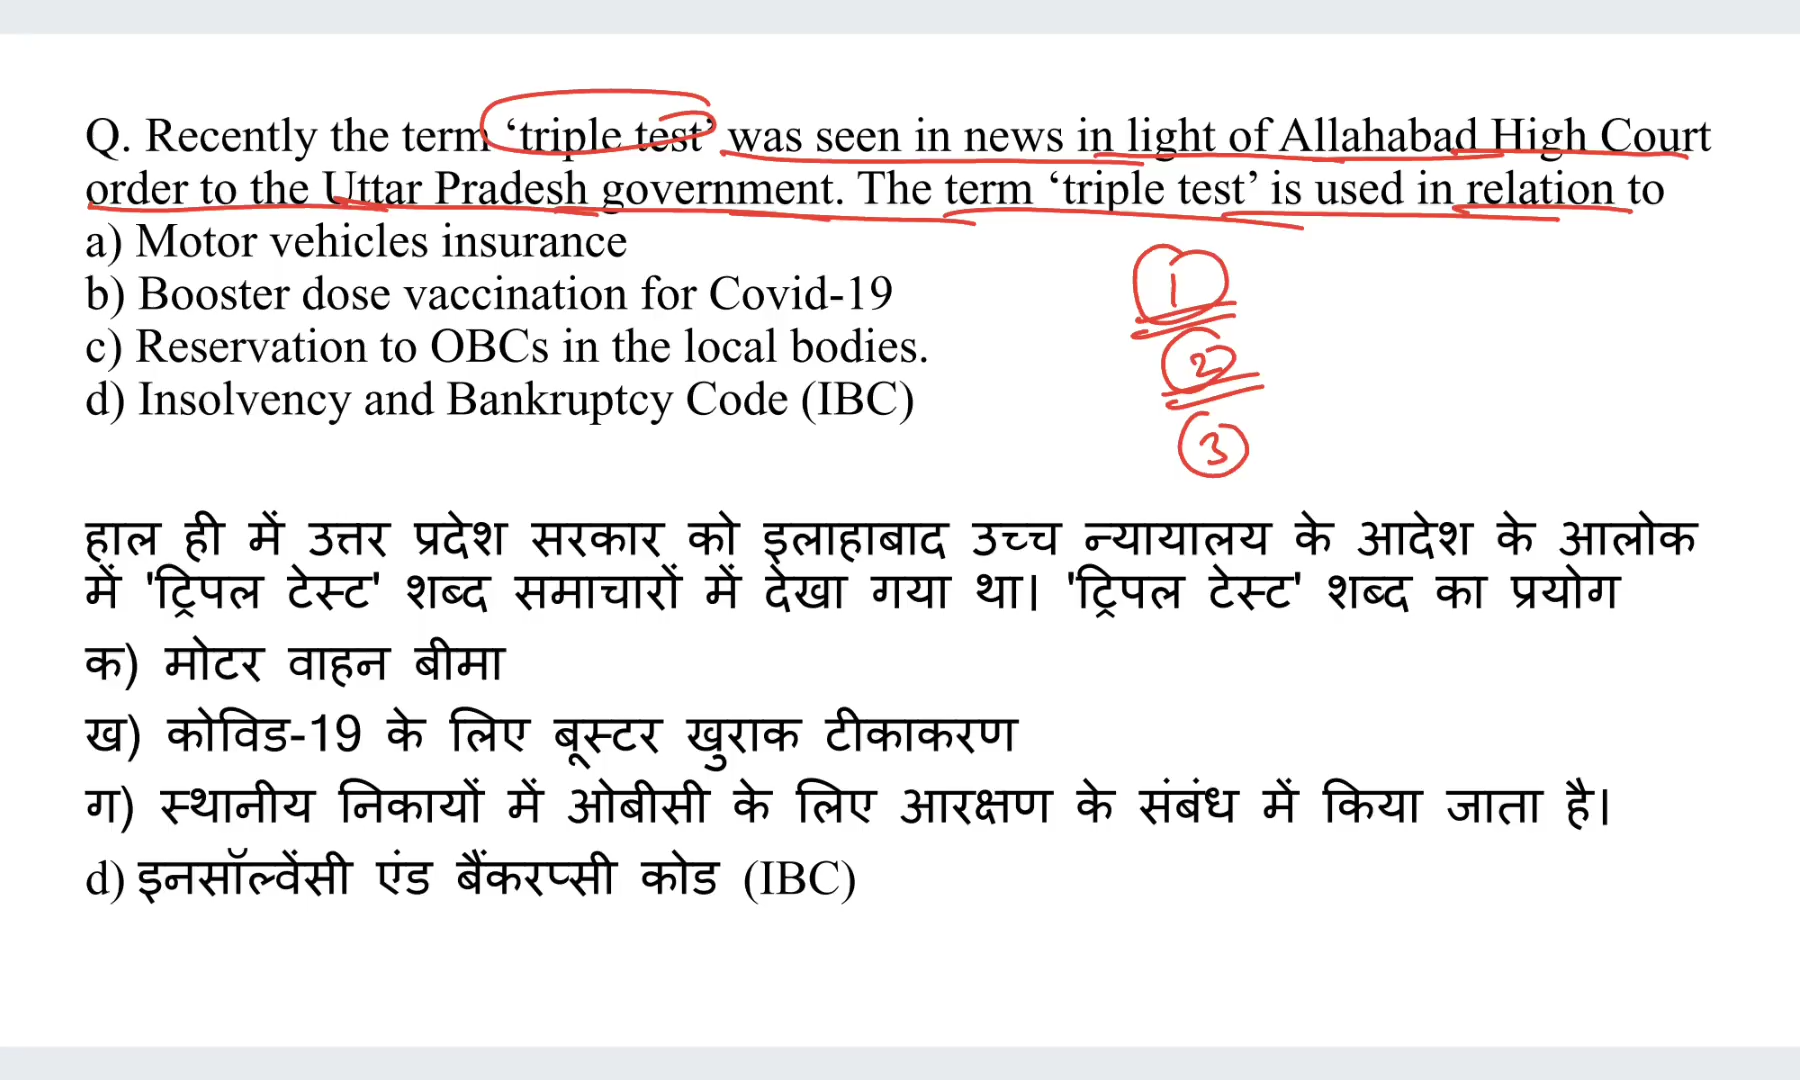 Q. Recently the term ‘triple test’ was seen in news in light of Allahabad High Court
order to the Uttar Pradesh government. The term ‘triple test’ is used in relation to
a) Motor vehicles insurance
b) Booster dose vaccination for Covid-19
c) Reservation to OBCs in the local bodies.
d) Insolvency and Bankruptcy Code (IBC)
1
2
3
हाल ही में उत्तर प्रदेश सरकार को इलाहाबाद उच्च न्यायालय के आदेश के आलोक
में 'ट्रिपल टेस्ट' शब्द समाचारों में देखा गया था। 'ट्रिपल टेस्ट' शब्द का प्रयोग
क) मोटर वाहन बीमा
ख) कोविड-19 के लिए बूस्टर खुराक टीकाकरण
ग) स्थानीय निकायों में ओबीसी के लिए आरक्षण के संबंध में किया जाता है।
d) इनसॉल्वेंसी एंड बैंकरप्सी कोड (IBC)